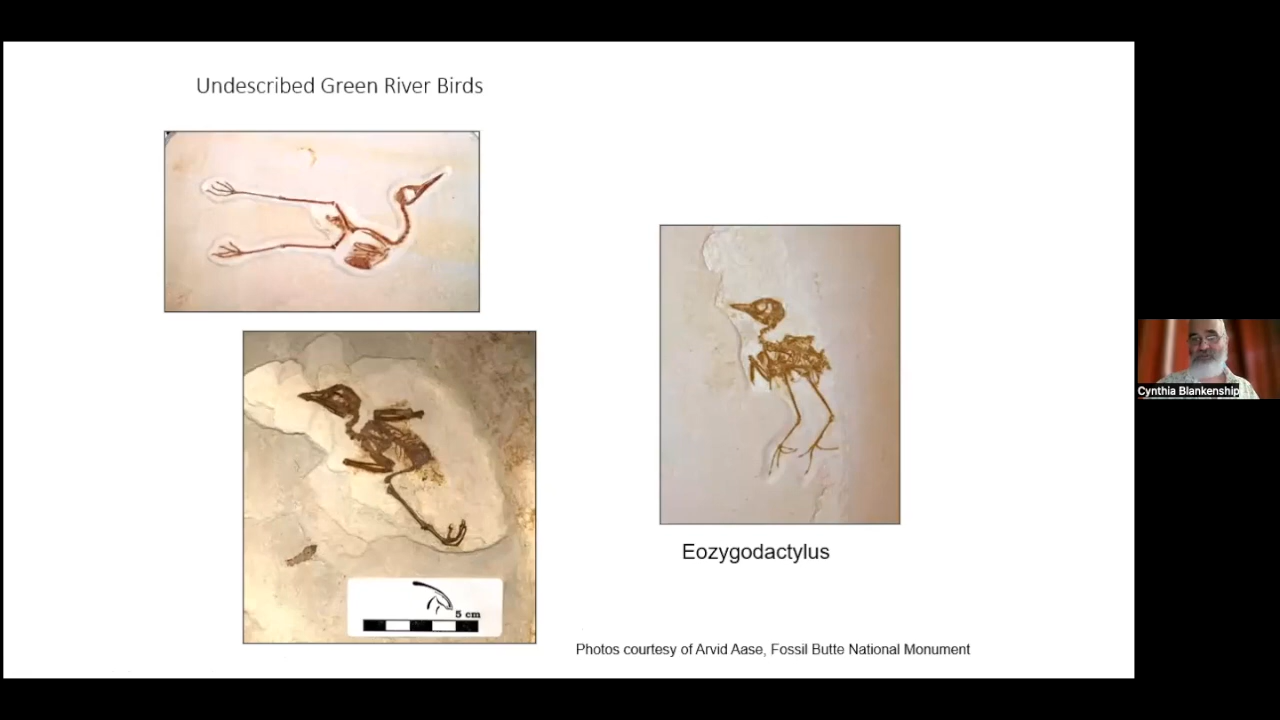 Undescribed Green River Birds
5 cm
Eozygodactylus
Photos courtesy of Arvid Aase, Fossil Butte National Monument
Cynthia Blankenship